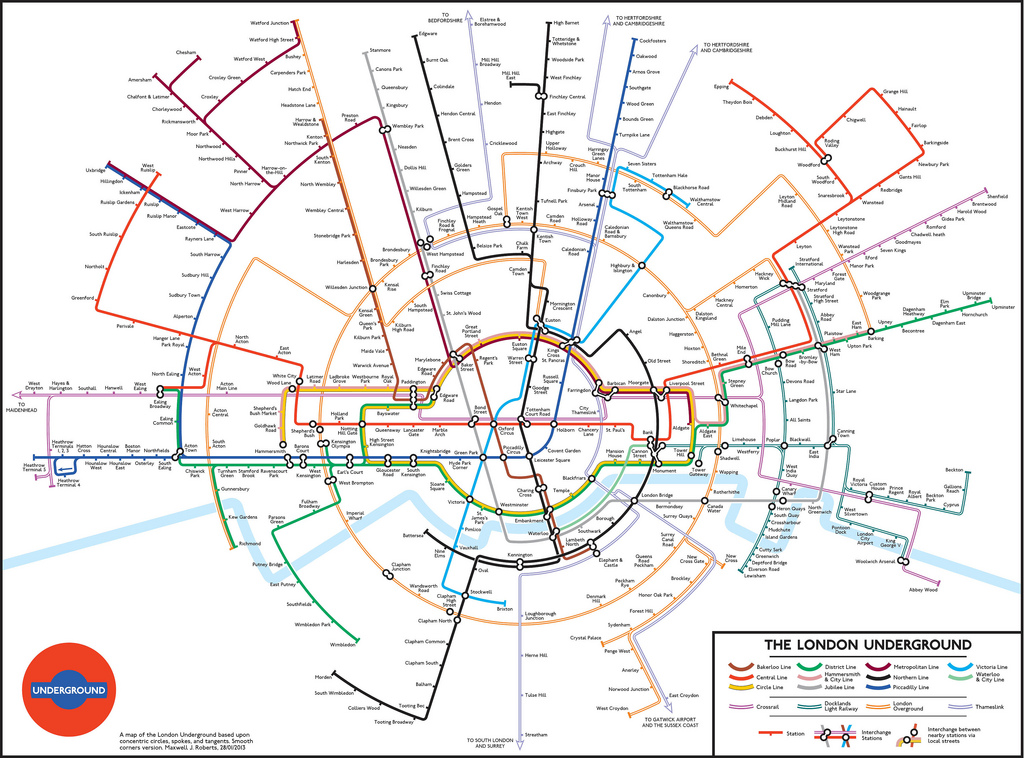 TO
BEDFORDSHIRE
Elstree &
Borehamwood
High Barnet
TO HERTFORDSHIRE
AND CAMBRIDGESHIRE
TO HERTFORDSHIRE
AND CAMBRIDGESHIRE
Watford Junction
Watford High Street
Watford West
Bushey
Croxley Green
Carpenders Park
Croxley
Hatch End
Headstone Lane
Harrow &
Wealdstone
Kenton
Northwick Park
South
Kenton
North Wembley
Wembley Central
Stonebridge Park
Harlesden
Willesden Junction
Kensal
Rise
Kensal
Green
Queen's
Park
Kilburn
High Road
Kilburn Park
Maida Vale
Warwick Avenue
Chesham
Amersham
Chalfont & Latimer
Chorleywood
Rickmansworth
Moor Park
Northwood
Northwood Hills
Pinner
North Harrow
Harrow-on-
the-Hill
West Harrow
Preston
Road
Stanmore
Canons Park
Queensbury
Kingsbury
Wembley Park
Neasden
Dollis Hill
Willesden Green
Kilburn
West Hampstead
Finchley
Road
Swiss Cottage
St. John's Wood
Edgware
Burnt Oak
Colindale
Hendon Central
Brent Cross
Golders
Green
Hampstead
Belsize Park
Chalk
Farm
Camden
Town
Mornington
Crescent
Mill Hill
Broadway
Hendon
Cricklewood
Mill Hill
East
Totteridge &
Whetstone
Woodside Park
West Finchley
Finchley Central
East Finchley
Highgate
Archway
Tufnell Park
Kentish
Town
Cockfosters
Oakwood
Arnos Grove
Southgate
Wood Green
Bounds Green
Turnpike Lane
Manor
House
Finsbury Park
Arsenal
Holloway
Road
Caledonian
Road
Harringay
Green
Lanes
Seven Sisters
South
Tottenham
Tottenham Hale
Blackhorse Road
Walthamstow
Central
Walthamstow
Queens Road
Upper
Holloway
Crouch
Hill
Gospel
Oak
Kentish
Town
West
Camden
Road
Caledonian
Road &
Barnsbury
Highbury &
Islington
Canonbury
Dalston Junction
Dalston
Kingsland
Haggerston
Hoxton
Shoreditch
Hackney
Central
Homerton
Hackney
Wick
Finchley
Road &
Frognal
Hampstead
Heath
Brondesbury
Brondesbury
Park
South
Hampstead
Leyton
Midland
Road
Epping
Theydon Bois
Debden
Loughton
Buckhurst Hill
Woodford
South
Woodford
Snaresbrook
Leytonstone
Leytonstone
High Road
Leyton
Roding
Valley
Chigwell
Grange Hill
Hainault
Fairlop
Barkingside
Newbury Park
Gants Hill
Redbridge
Wanstead
Wanstead
Park
Woodgrange
Park
Shenfield
Brentwood
Harold Wood
Gidea Park
Romford
Chadwell heath
Goodmayes
Seven Kings
Ilford
Manor Park
Forest
Gate
Maryland
Stratford
Stratford
International
Stratford
High Street
Abbey
Road
Pudding
Mill Lane
Upminster
Upminster
Bridge
Hornchurch
Elm
Park
Dagenham East
Dagenham
Heathway
Becontree
Upney
Barking
East
Ham
Upton Park
Plaistow
West
Ham
Bromley
-by-Bow
Bow
Road
Bow
Church
Mile
End
Bethnal
Green
Stepney
Green
Whitechapel
Devons Road
Langdon Park
All Saints
Star Lane
Canning
Town
Uxbridge
Hillingdon
Ickenham
West
Ruislip
Ruislip
Ruislip Gardens
Ruislip Manor
Eastcote
Rayners Lane
South Ruislip
Northolt
Greenford
Perivale
Hanger Lane
Park Royal
South Harrow
Sudbury Hill
Sudbury Town
Alperton
North Ealing
North
Acton
East
Acton
West
Acton
White City
Wood Lane
Latimer
Road
Ladbroke
Grove
Westbourne
Park
Royal
Oak
Paddington
Edgware
Road
Marylebone
Baker
Street
Great
Portland
Street
Regent's
Park
Euston
Euston
Square
Warren
Street
Kings
Cross
St. Pancras
Angel
Old Street
Moorgate
Barbican
Farringdon
City
Thameslink
Liverpool Street
Russell
Square
Goodge
Street
Tottenham
Court Road
Holborn
Chancery
Lane
St. Paul's
Bank
Aldgate
Aldgate
East
Tower
Hill
Tower
Gateway
Monument
Cannon
Street
Mansion
House
Blackfriars
Temple
Covent Garden
Leicester Square
Piccadilly
Circus
Oxford
Circus
Bond
Street
Marble
Arch
Lancaster
Gate
Queensway
Bayswater
Notting
Hill Gate
Holland
Park
Shepherd's
Bush
Shepherd's
Bush Market
Goldhawk
Road
High Street
Kensington
Kensington
Olympia
TO
MAIDENHEAD
West
Drayton
Hayes &
Harlington
Southall
Hanwell
West
Ealing
Ealing
Broadway
Acton
Main Line
Ealing
Common
Acton
Central
South
Acton
Acton
Town
Heathrow
Terminals
1, 2, 3
Heathrow
Terminal 5
Heathrow
Terminal 4
Hatton
Cross
Hounslow
West
Hounslow
Central
Hounslow
East
Boston
Manor
Osterley
Northfields
South
Ealing
Chiswick
Park
Turnham
Green
Stamford
Brook
Ravenscourt
Park
Hammersmith
Barons
Court
West
Kensington
Earl's Court
Gloucester
Road
South
Kensington
Knightsbridge
Hyde Park
Corner
Green Park
Sloane
Square
Victoria
St.
James's
Park
Westminster
Embankment
Charing
Cross
Waterloo
Southwark
Lambeth
North
Borough
London Bridge
Elephant &
Castle
Kennington
Pimlico
Vauxhall
Oval
Nine
Elms
Battersea
Stockwell
Brixton
Gunnersbury
Kew Gardens
Richmond
West Brompton
Fulham
Broadway
Parsons
Green
Putney Bridge
East Putney
Southfields
Wimbledon Park
Wimbledon
Imperial
Wharf
Clapham
Junction
Wandsworth
Road
Clapham
High
Street
Clapham North
Clapham Common
Clapham South
Balham
Tooting Bec
Tooting Broadway
Colliers Wood
South Wimbledon
Morden
Loughborough
Junction
Herne Hill
Tulse Hill
Streatham
TO SOUTH LONDON
AND SURREY
Denmark
Hill
Peckham
Rye
Queens
Road
Peckham
Surrey
Canal
Road
Surrey Quays
Bermondsey
Canada
Water
Rotherhithe
Wapping
Shadwell
Limehouse
New
Cross Gate
New
Cross
Brockley
Honor Oak Park
Forest Hill
Sydenham
Crystal Palace
Penge West
Anerley
Norwood Junction
West Croydon
East Croydon
TO GATWICK AIRPORT
AND THE SUSSEX COAST
Poplar
Blackwall
East
India
West
India
Quay
Canary
Wharf
Heron Quays
South Quay
Crossharbour
Mudchute
Island Gardens
Cutty Sark
Greenwich
Deptford Bridge
Elverson Road
Lewisham
North
Greenwich
Royal
Victoria
Custom
House
Prince
Regent
Royal
Albert
Beckton
Park
Cyprus
Gallions
Reach
Beckton
West
Silvertown
Pontoon
Dock
London
City
Airport
King
George V
Woolwich Arsenal
Abbey Wood
UNDERGROUND
A map of the London Underground based upon
concentric circles, spokes, and tangents. Smooth
corners version. Maxwell J. Roberts, 28/01/2013
THE LONDON UNDERGROUND
Bakerloo Line
District Line
Metropolitan Line
Victoria Line
Central Line
Hammersmith
& City Line
Northern Line
Waterloo
& City Line
Circle Line
Jubilee Line
Piccadilly Line
Crossrail
Docklands
Light Railway
London
Overground
Thameslink
Station
Interchange
Stations
Interchange between
nearby stations via
local streets